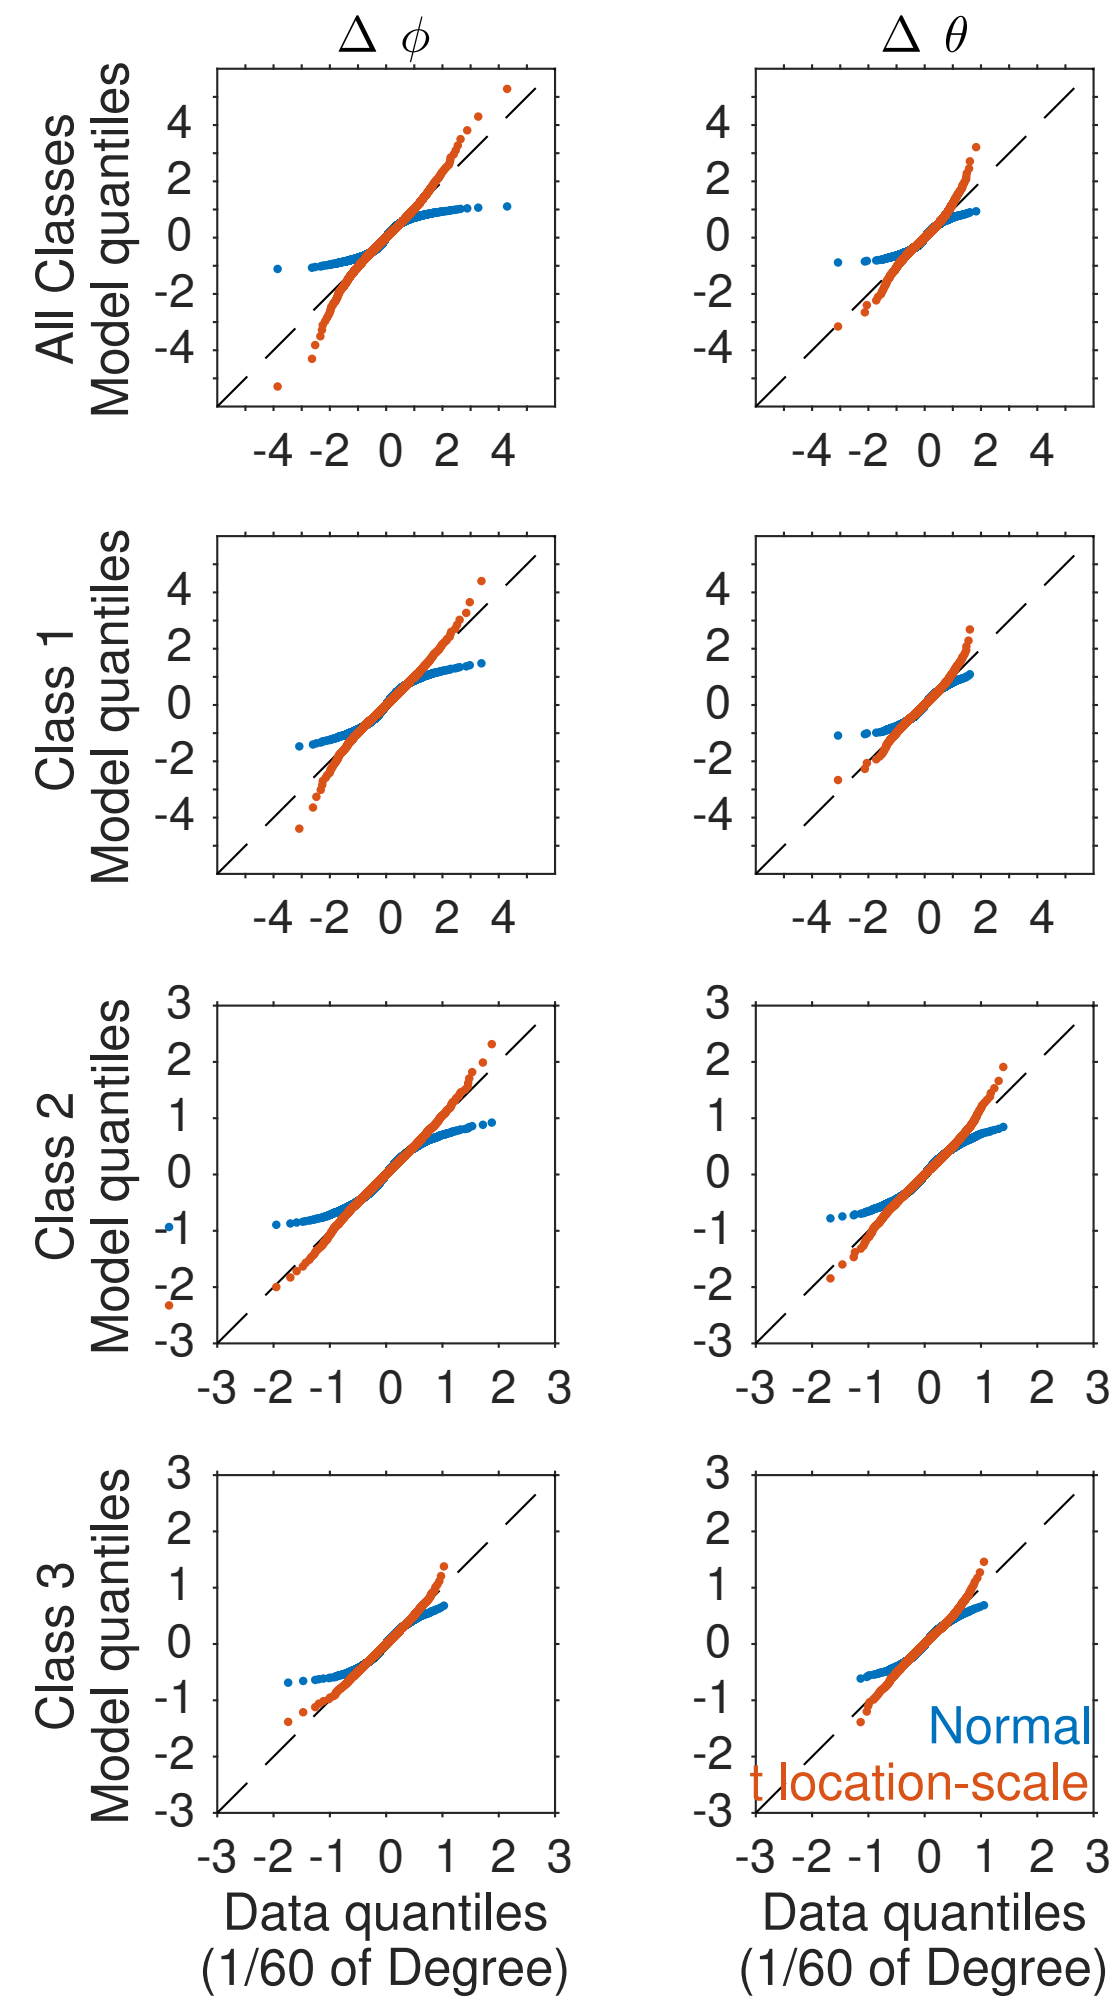 Δ ϕ
Δ θ
All Classes
Model quantiles
4
2
0
-2
-4
-4 -2 0 2 4
4
2
0
-2
-4
-4 -2 0 2 4
Class 1
Model quantiles
4
2
0
-2
-4
-4 -2 0 2 4
4
2
0
-2
-4
-4 -2 0 2 4
Class 2
Model quantiles
3
2
1
0
-1
-2
-3
-3 -2 -1 0 1 2 3
3
2
1
0
-1
-2
-3
-3 -2 -1 0 1 2 3
Class 3
Model quantiles
3
2
1
0
-1
-2
-3
-3 -2 -1 0 1 2 3
Data quantiles
(1/60 of Degree)
3
2
1
0
-1
-2
-3
Normal
t location-scale
-3 -2 -1 0 1 2 3
Data quantiles
(1/60 of Degree)